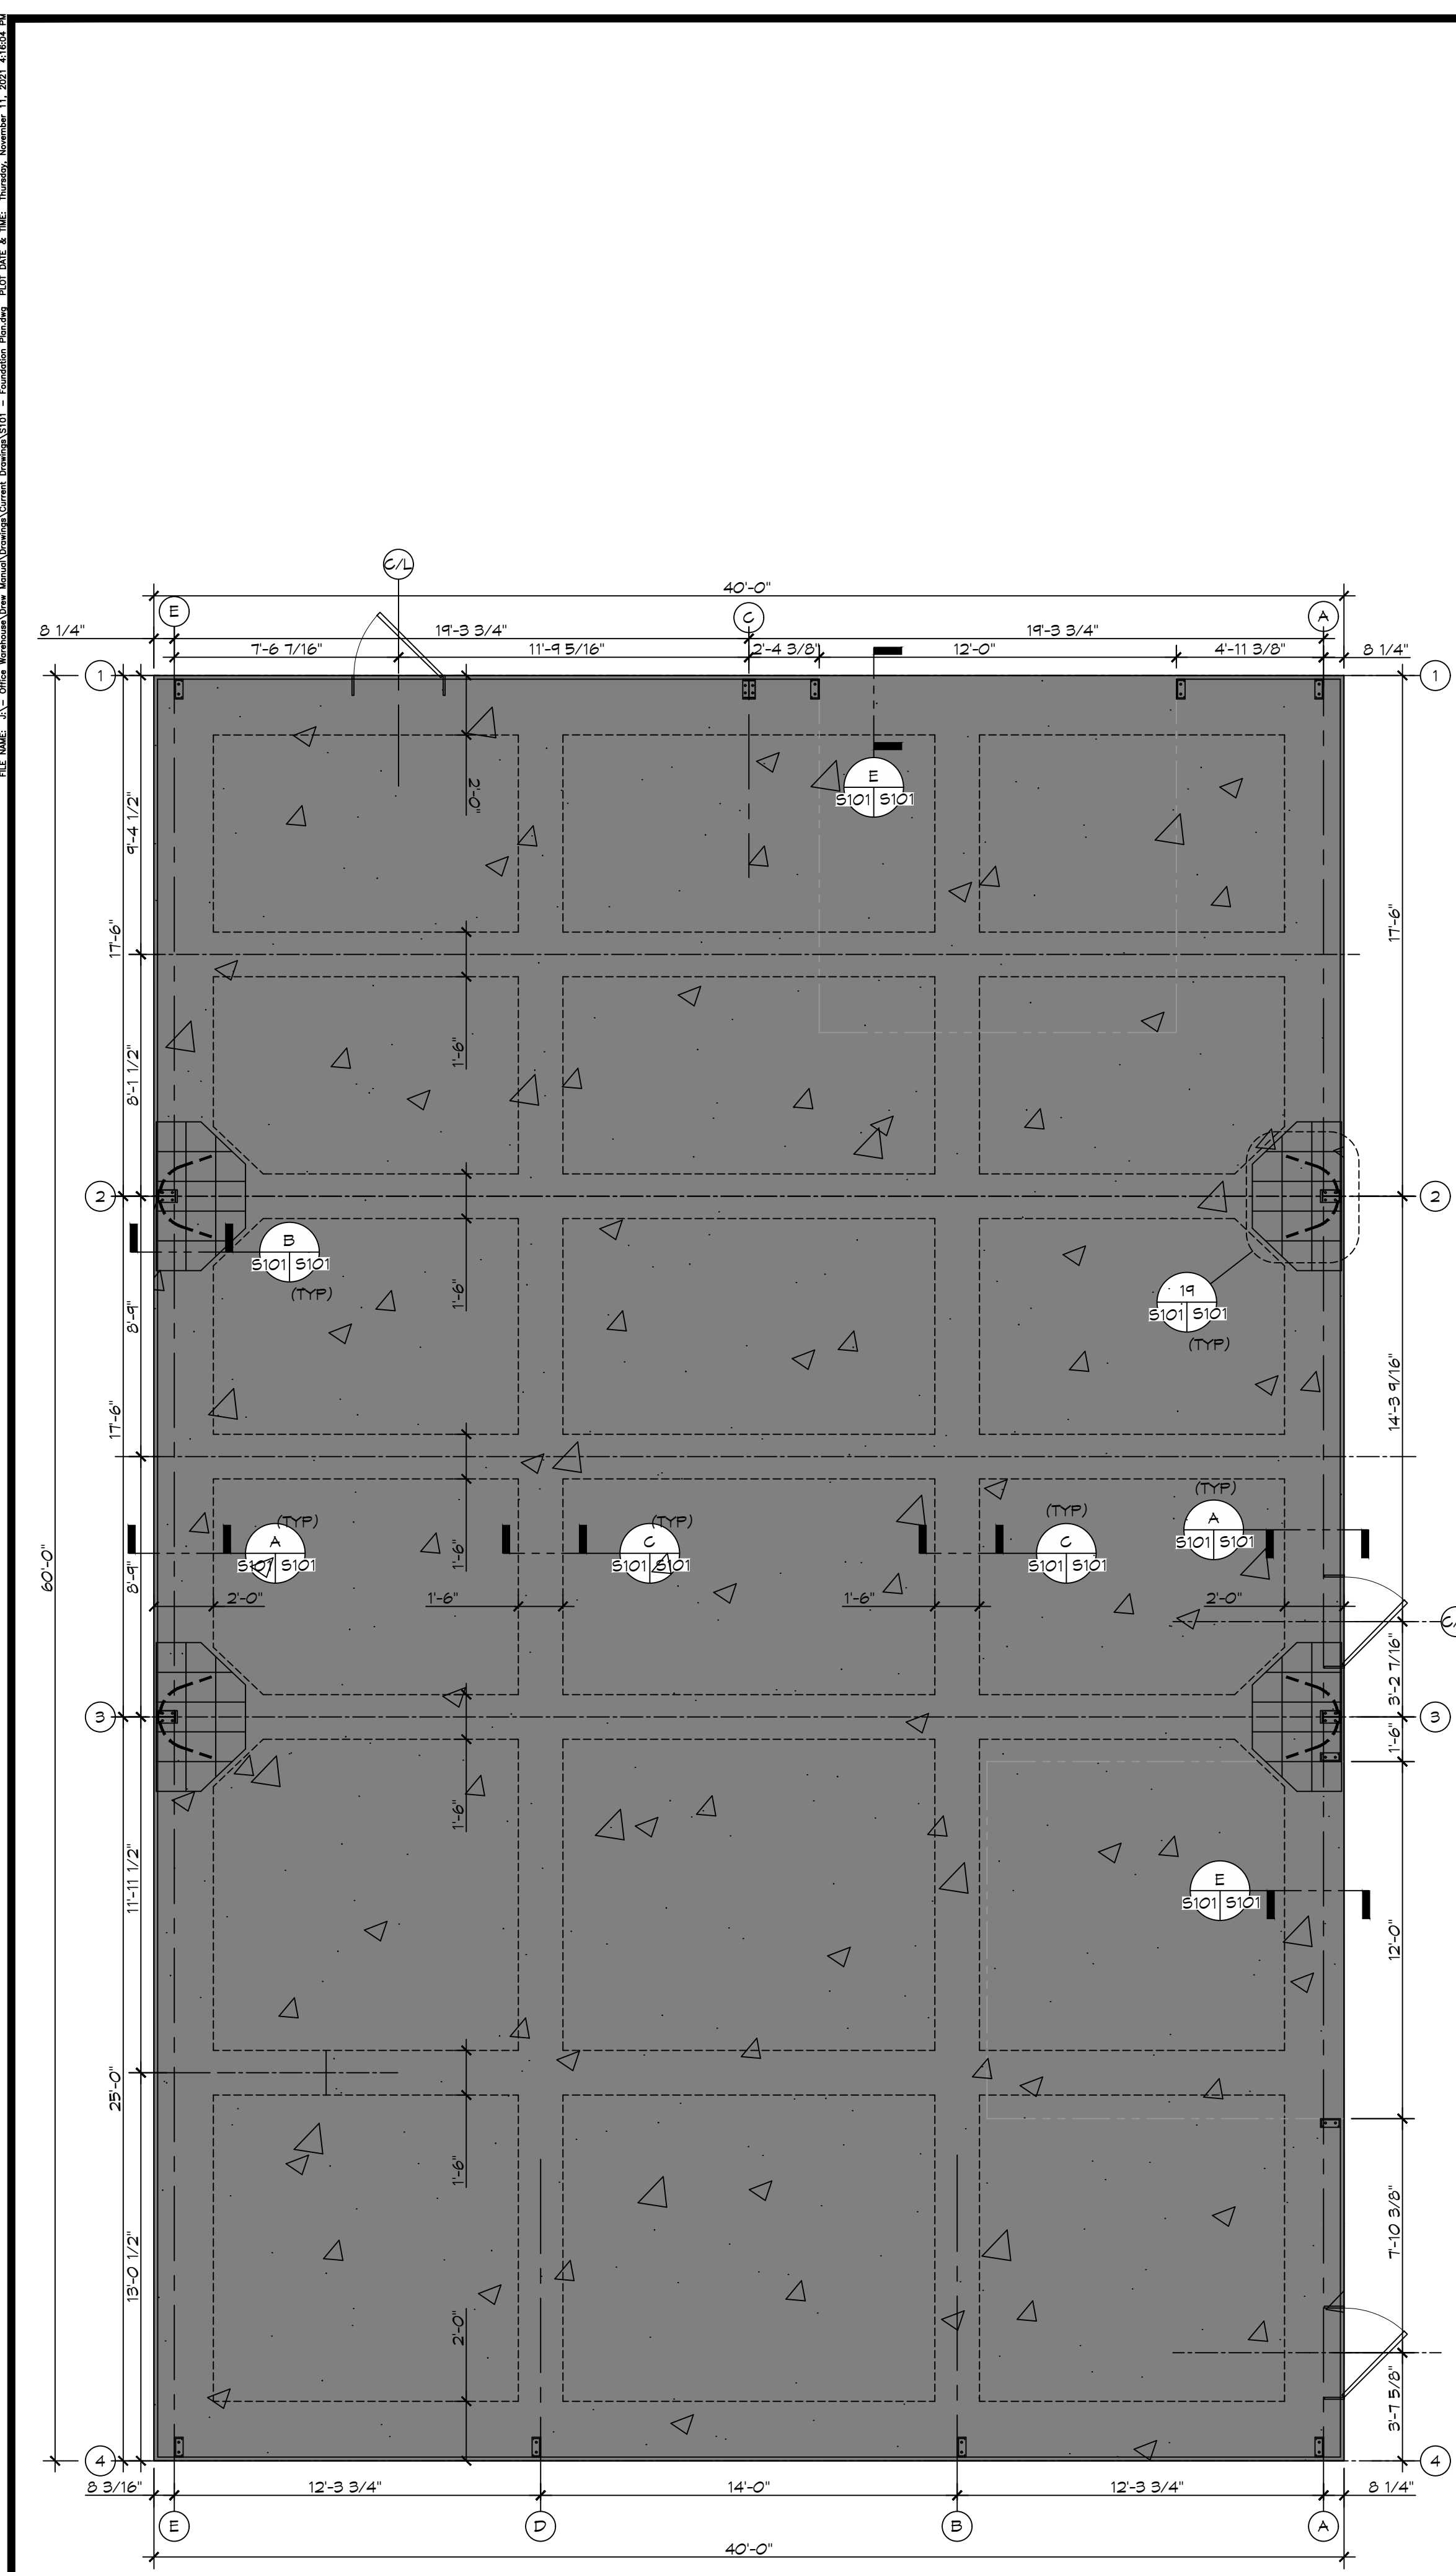 FILE NAME: J:\- Office Warehouse\Drew Manual\Drawings\Current Drawings\S101 - Foundation Plan.dwg PLOT DATE & TIME: Thursday, November 11, 2021 4:16:04 PM
C/L
40'-0"
E
C
A
8 1/4"
19'-3 3/4"
19'-3 3/4"
7'-6 7/16"
11'-9 5/16"
2'-4 3/8"
12'-0"
4'-11 3/8"
8 1/4"
1
1
2'-0"
E
S101
S101
9'-4 1/2"
17'-6"
17'-6"
1'-6"
8'-1 1/2"
2
2
B
S101
S101
(TYP)
1'-6"
8'-9"
19
S101
S101
(TYP)
14'-3 9/16"
17'-6"
(TYP)
A
S101
S101
(TYP)
C
S101
S101
(TYP)
C
S101
S101
(TYP)
A
S101
S101
60'-0"
8'-9"
1'-6"
2'-0"
1'-6"
1'-6"
2'-0"
3'-2 7/16"
3
3
1'-6"
1'-6"
11'-11 1/2"
E
S101
S101
12'-0"
25'-0"
1'-6"
7'-10 3/8"
13'-0 1/2"
2'-0"
3'-7 5/8"
4
4
8 3/16"
12'-3 3/4"
14'-0"
12'-3 3/4"
8 1/4"
E
D
B
A
40'-0"